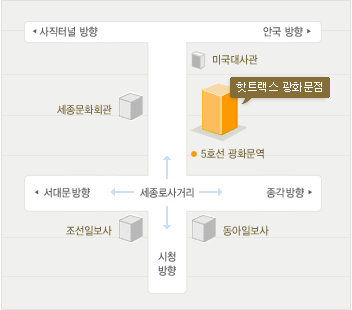 사직터널 방향
안국 방향
미국대사관
핫트랙스 광화문점
세종문화회관
5호선 광화문역
서대문방향
세종로사거리
종각방향
조선일보사
동아일보사
시청
방향